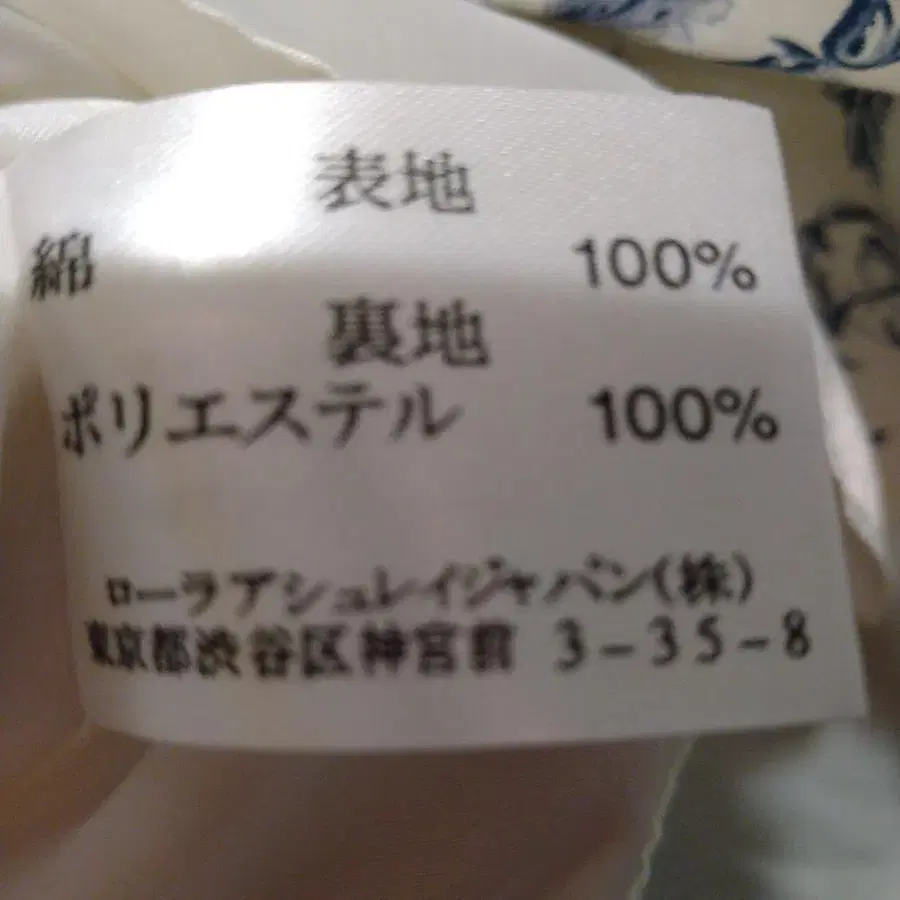 表地
綿 100%
裏地
ポリエステル 100%
ローラアシュレイジャパン(株)
東京都渋谷区神宮前 3-35-8